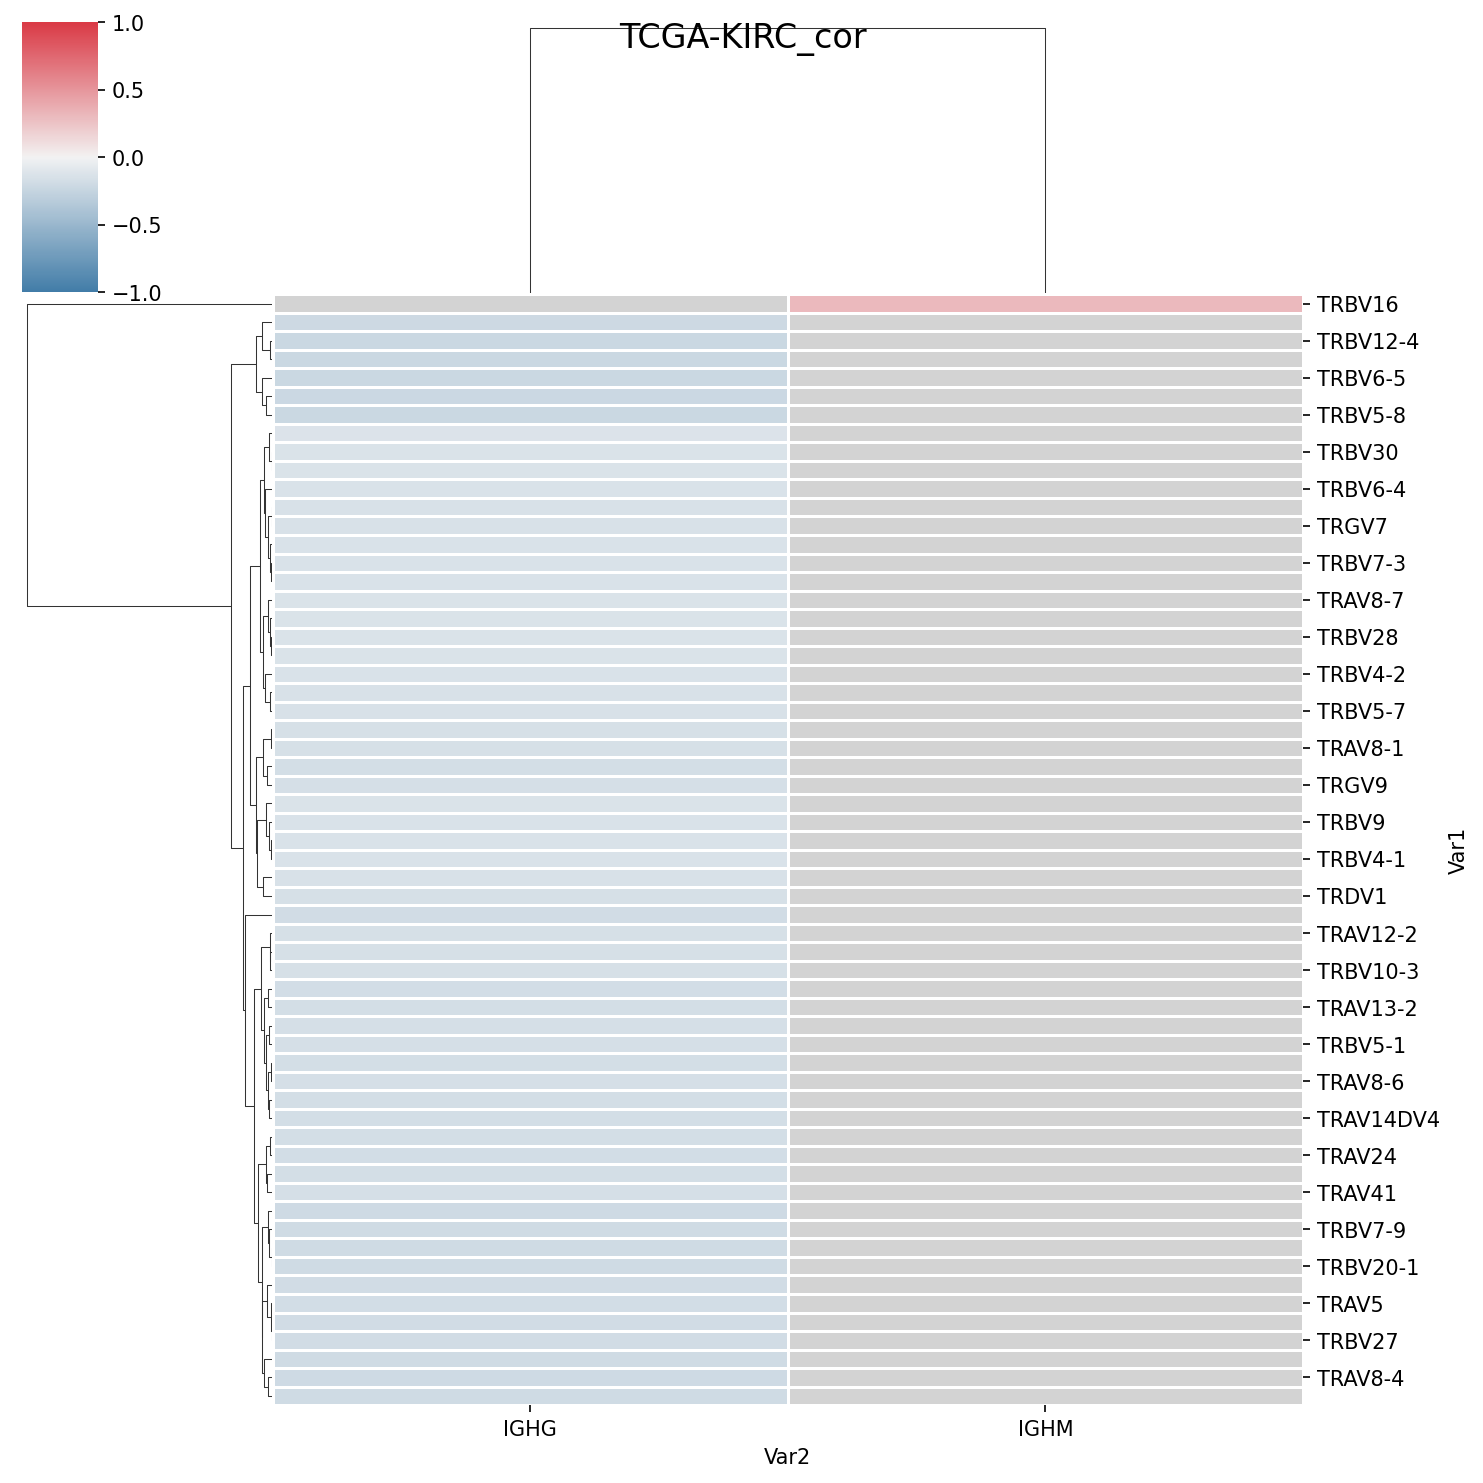 TCGA-KIRC_cor
1.0
0.5
0.0
−0.5
−1.0
TRBV16
TRBV12-4
TRBV6-5
TRBV5-8
TRBV30
TRBV6-4
TRGV7
TRBV7-3
TRAV8-7
TRBV28
TRBV4-2
TRBV5-7
TRAV8-1
TRGV9
TRBV9
TRBV4-1
TRDV1
TRAV12-2
TRBV10-3
TRAV13-2
TRBV5-1
TRAV8-6
TRAV14DV4
TRAV24
TRAV41
TRBV7-9
TRBV20-1
TRAV5
TRBV27
TRAV8-4
Var1
IGHG
IGHM
Var2